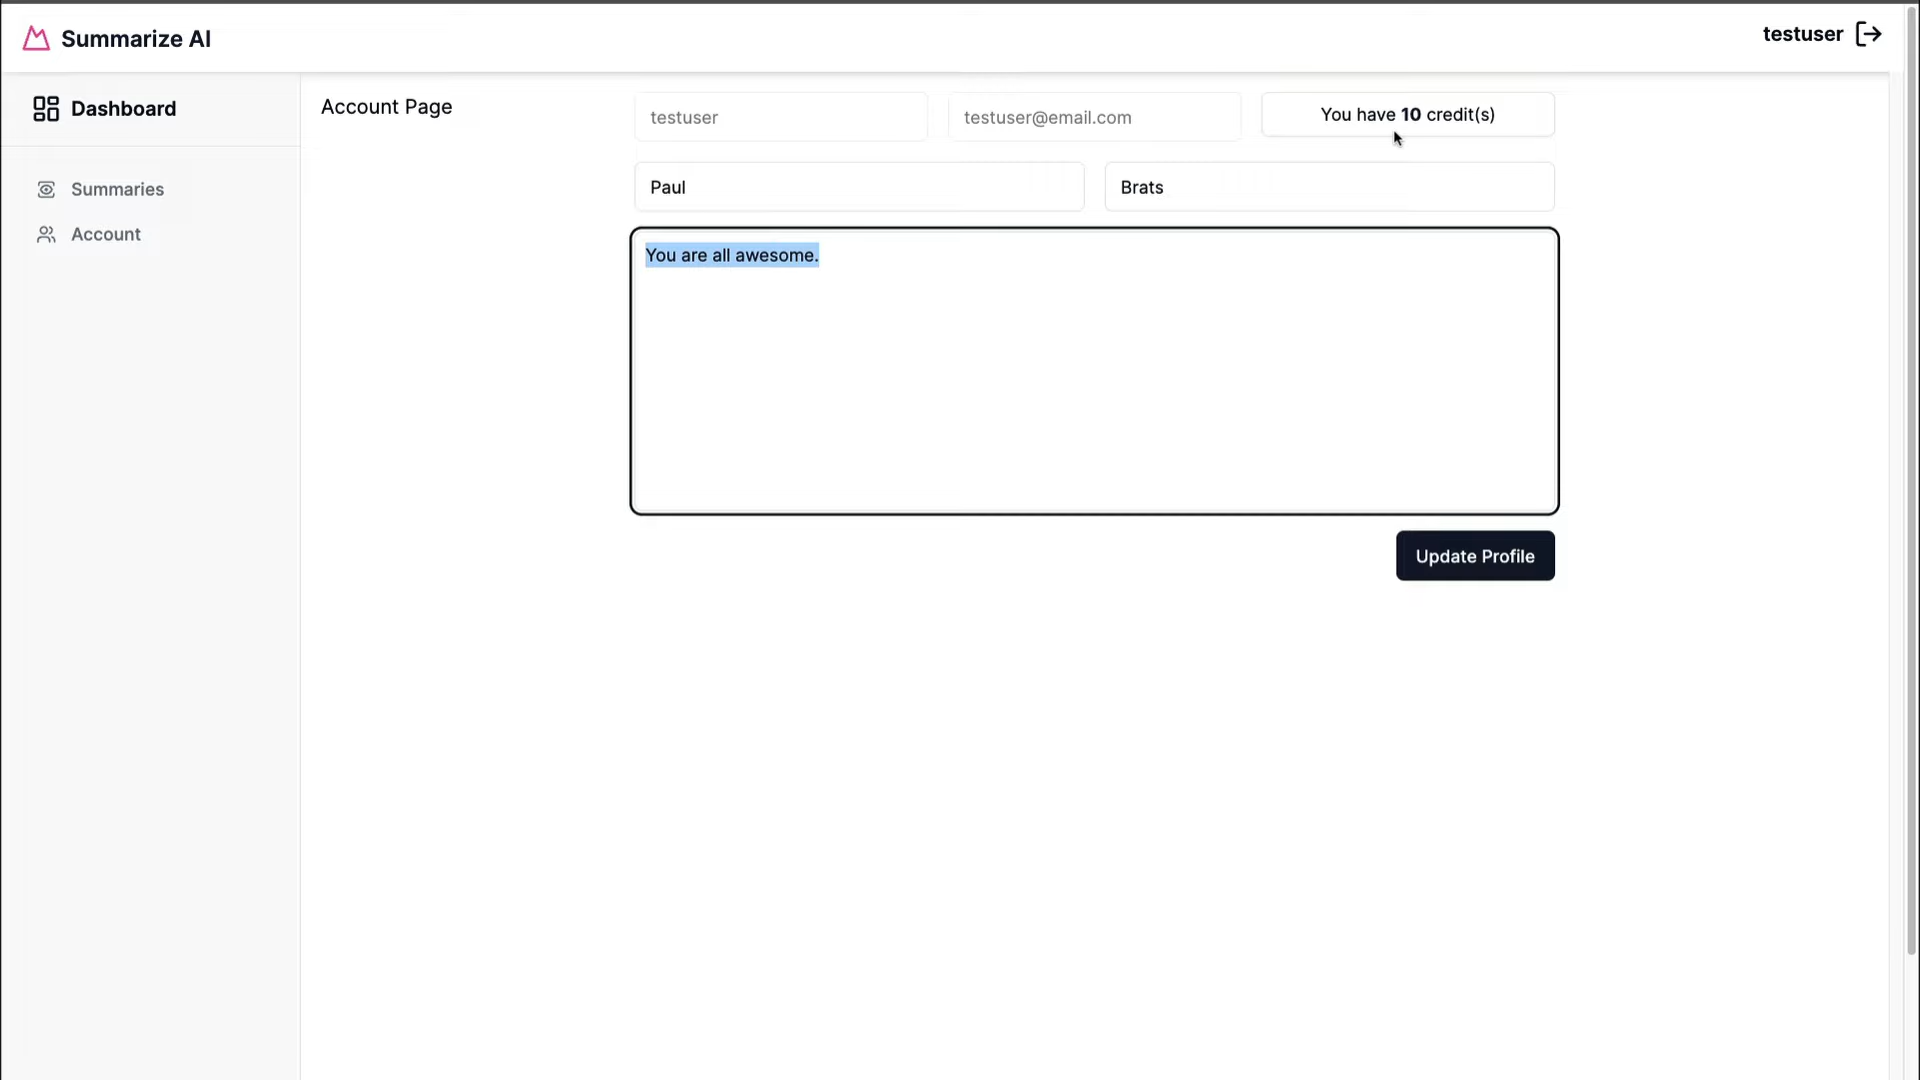 Summarize AI
testuser
Dashboard
Summaries
Account
Account Page
testuser
testuser@email.com
You have 10 credit(s)
Paul
Brats
You are all awesome.
Update Profile